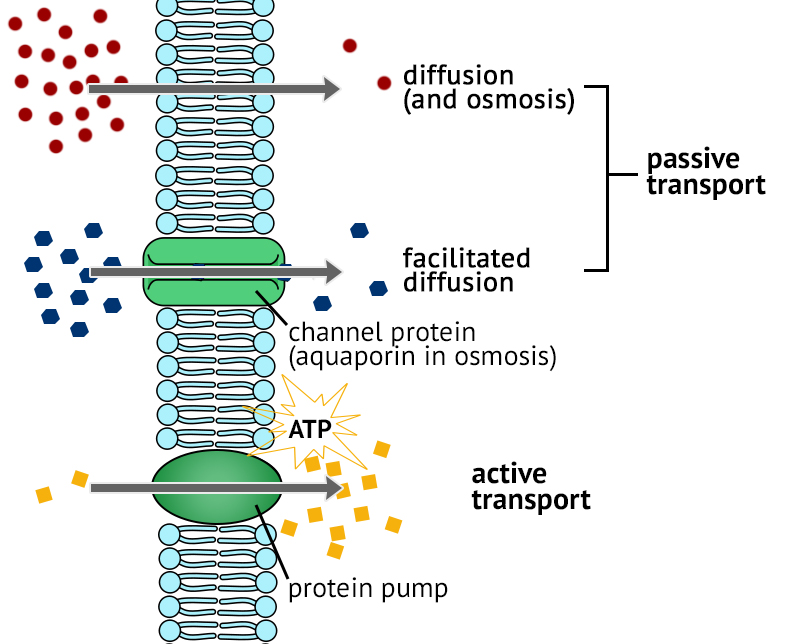 diffusion
(and osmosis)
passive
transport
facilitated
diffusion
channel protein
(aquaporin in osmosis)
ATP
active
transport
protein pump